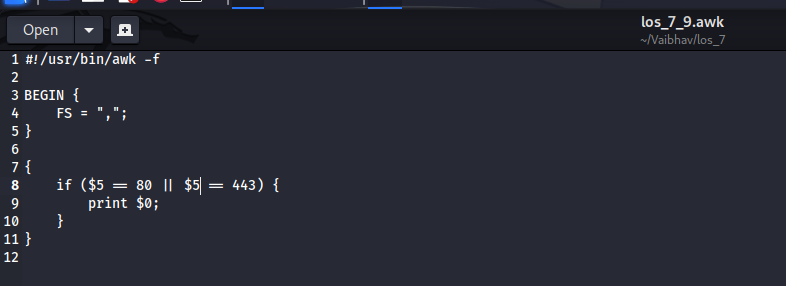 Open
los_7_9.awk
~/Vaibhav/los_7
1 #!/usr/bin/awk -f
2
3 BEGIN {
4     FS = ",";
5 }
6
7 {
8     if ($5 == 80 || $5 == 443) {
9         print $0;
10     }
11 }
12